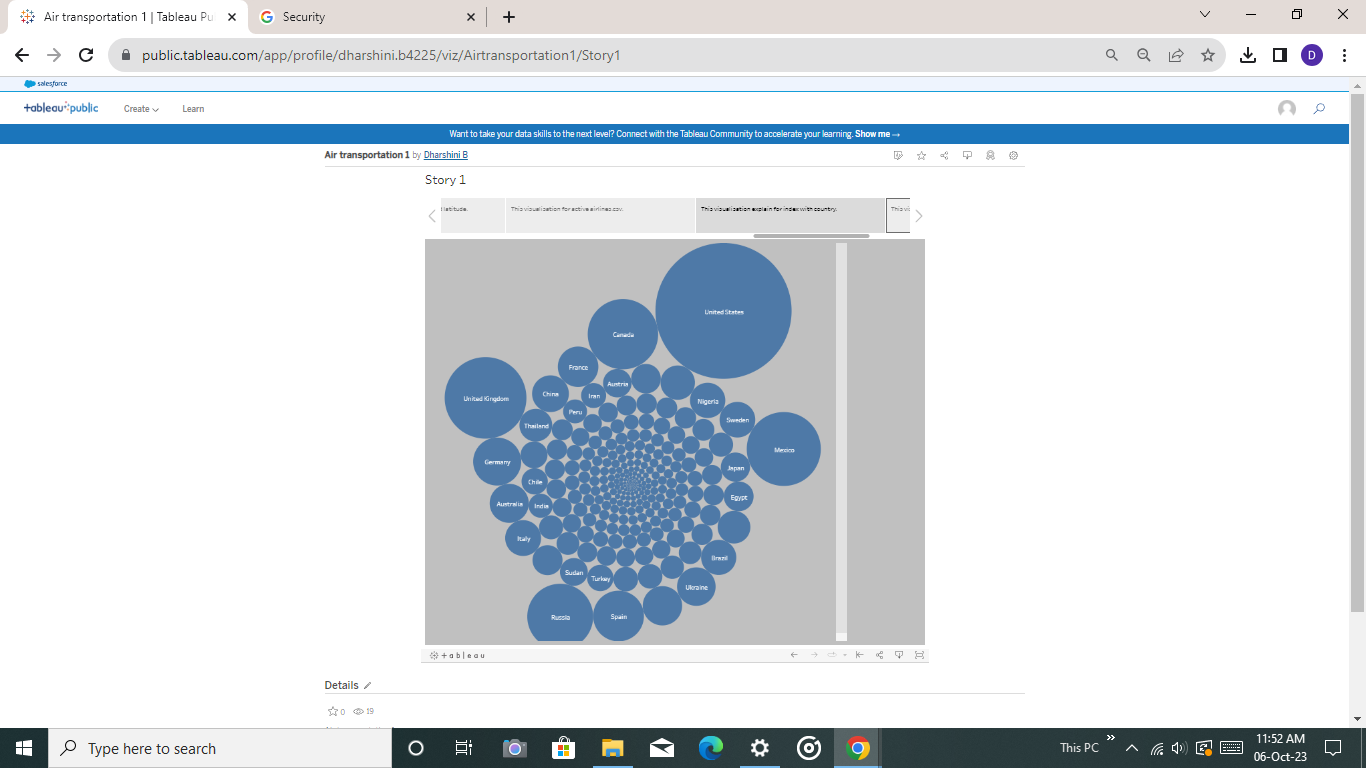 Air transportation 1 | Tableau Pu
Security
public.tableau.com/app/profile/dharshini.b4225/viz/Airtransportation1/Story1
D
salesforce
+ableau public
Create
Learn
Want to take your data skills to the next level? Connect with the Tableau Community to accelerate your learning. Show me →
Air transportation 1 by Dharshini B
Story 1
latitude.
This visualisation for active airlines csv.
This visualisation explain for index with country.
This vi
United States
Canada
France
Austria
United Kingdom
China
Iran
Nigeria
Peru
Sweden
Thailand
Mexico
Germany
Japan
Chile
Egypt
Australia
India
Italy
Brazil
Sudan
Turkey
Ukraine
Russia
Spain
+ableau
Details
0
19
Type here to search
This PC
11:52 AM
06-Oct-23